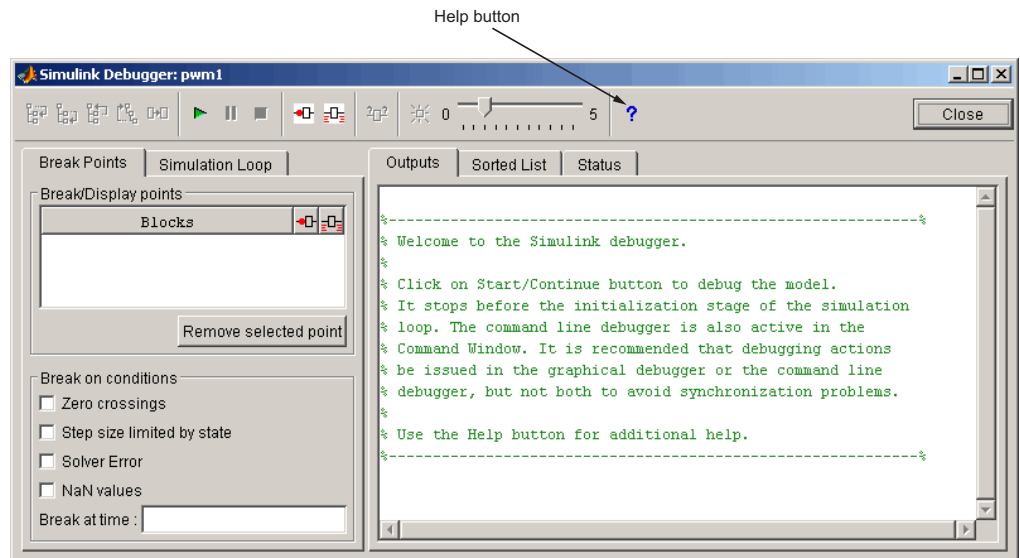 Help button
Simulink Debugger: pwm1
0 5 ? Close
Break Points Simulation Loop
Break/Display points
Blocks
Remove selected point
Break on conditions
Zero crossings
Step size limited by state
Solver Error
NaN values
Break at time :
Outputs Sorted List Status
%------------------------------------------------------------%
% Welcome to the Simulink debugger.
%
% Click on Start/Continue button to debug the model.
% It stops before the initialization stage of the simulation
% loop. The command line debugger is also active in the
% Command Window. It is recommended that debugging actions
% be issued in the graphical debugger or the command line
% debugger, but not both to avoid synchronization problems.
%
% Use the Help button for additional help.
%------------------------------------------------------------%